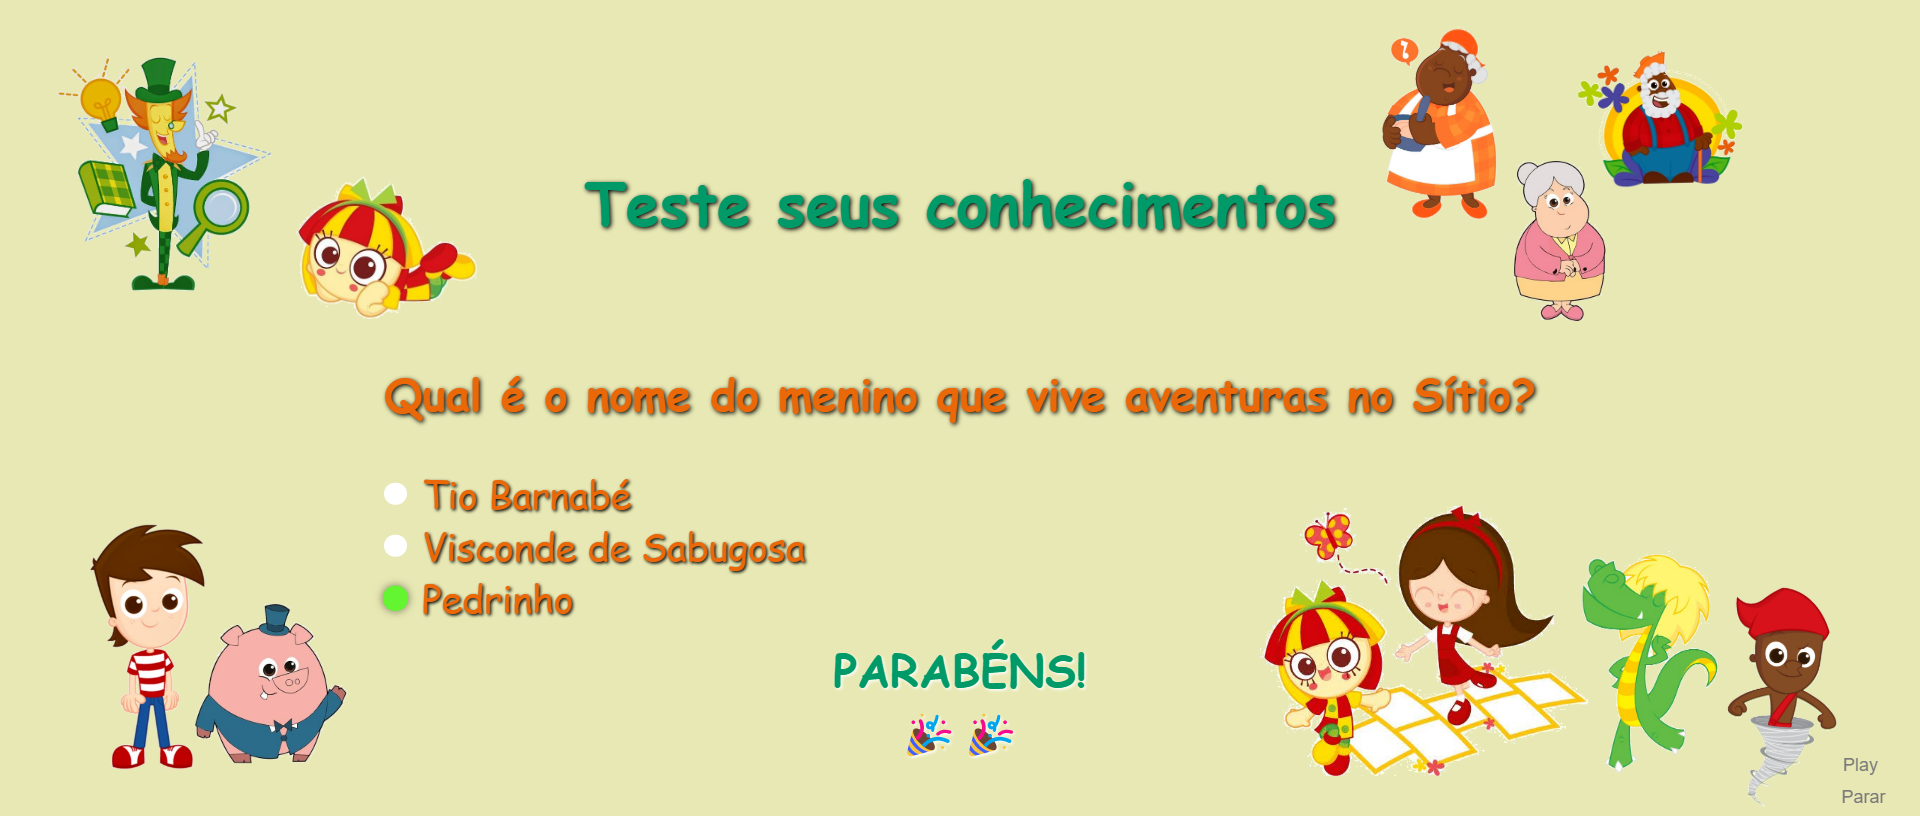 Teste seus conhecimentos
Qual é o nome do menino que vive aventuras no Sítio?
Tio Barnabé
Visconde de Sabugosa
Pedrinho
PARABÉNS!
Play
Parar